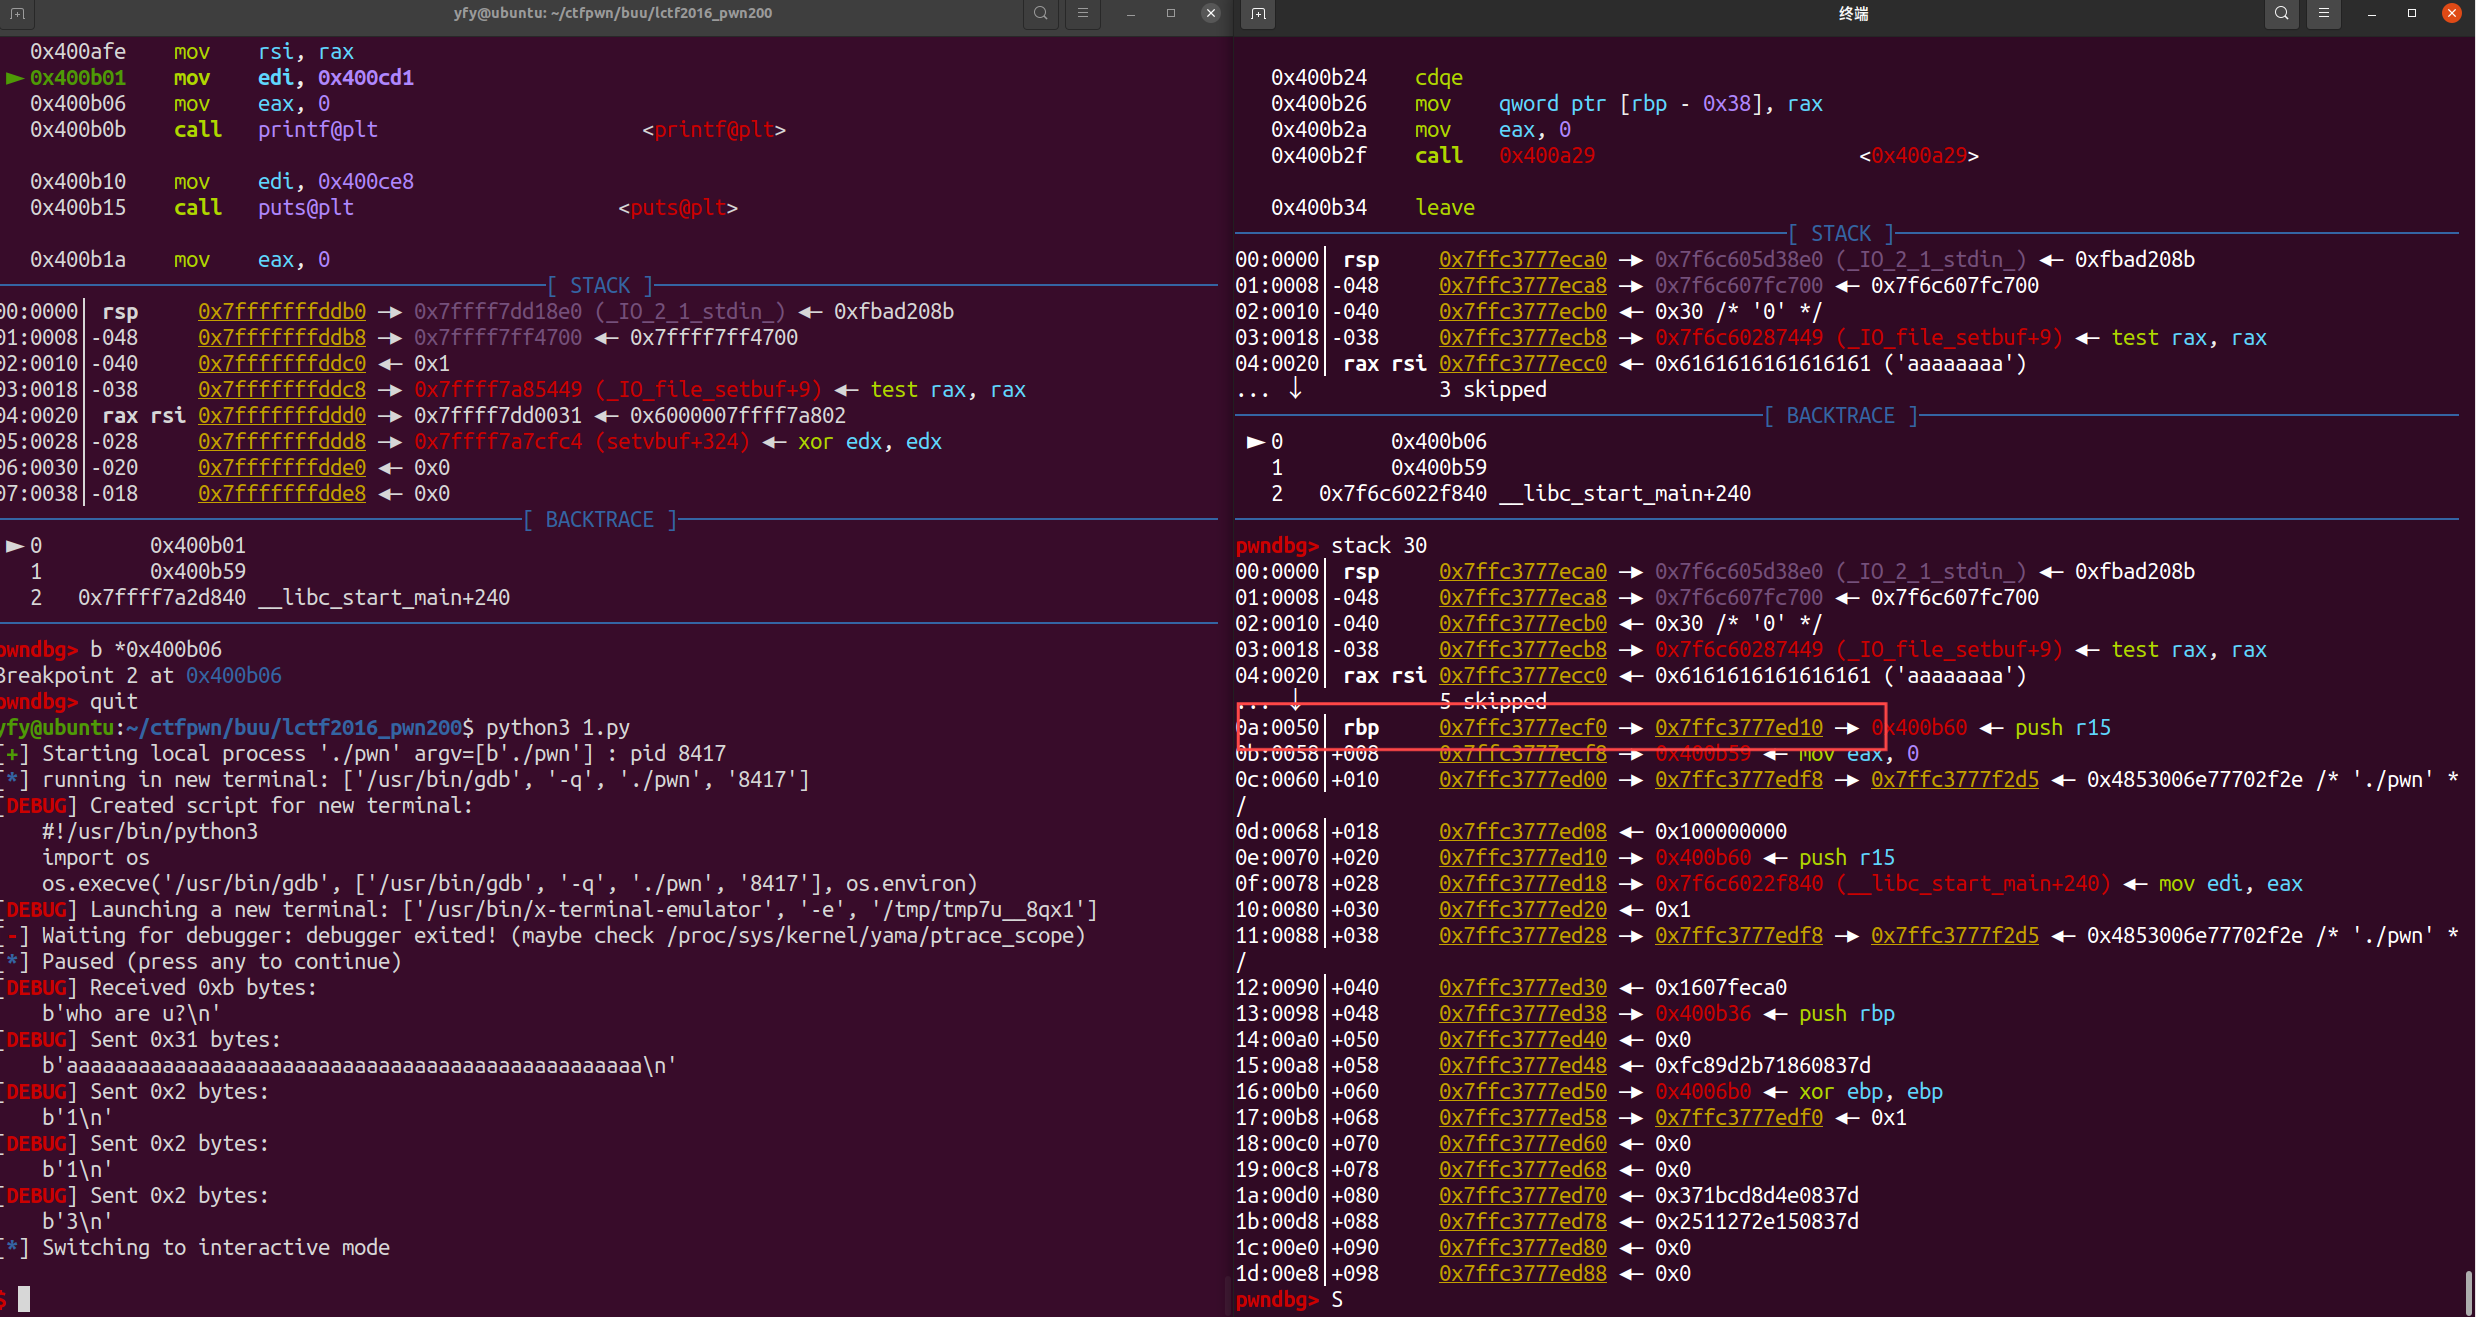 yfy@ubuntu: ~/ctfpwn/buu/lctf2016_pwn200
0x400afe    mov    rsi, rax
► 0x400b01    mov    edi, 0x400cd1
0x400b06    mov    eax, 0
0x400b0b    call   printf@plt                      <printf@plt>
0x400b10    mov    edi, 0x400ce8
0x400b15    call   puts@plt                      <puts@plt>
0x400b1a    mov    eax, 0
[ STACK ]
00:0000│ rsp     0x7fffffffddb0 —▸ 0x7ffff7dd18e0 (_IO_2_1_stdin_) ◂— 0xfbad208b
01:0008│-048     0x7fffffffddb8 —▸ 0x7ffff7ff4700 ◂— 0x7ffff7ff4700
02:0010│-040     0x7fffffffddc0 ◂— 0x1
03:0018│-038     0x7fffffffddc8 —▸ 0x7ffff7a85449 (_IO_file_setbuf+9) ◂— test rax, rax
04:0020│ rax rsi 0x7fffffffddd0 —▸ 0x7ffff7dd0031 ◂— 0x6000007ffff7a802
05:0028│-028     0x7fffffffddd8 —▸ 0x7ffff7a7cfc4 (setvbuf+324) ◂— xor edx, edx
06:0030│-020     0x7fffffffdde0 ◂— 0x0
07:0038│-018     0x7fffffffdde8 ◂— 0x0
[ BACKTRACE ]
► 0         0x400b01
1         0x400b59
2   0x7ffff7a2d840 __libc_start_main+240
pwndbg> b *0x400b06
Breakpoint 2 at 0x400b06
pwndbg> quit
yfy@ubuntu:~/ctfpwn/buu/lctf2016_pwn200$ python3 1.py
[+] Starting local process './pwn' argv=[b'./pwn'] : pid 8417
[*] running in new terminal: ['/usr/bin/gdb', '-q', './pwn', '8417']
[DEBUG] Created script for new terminal:
#!/usr/bin/python3
import os
os.execve('/usr/bin/gdb', ['/usr/bin/gdb', '-q', './pwn', '8417'], os.environ)
[DEBUG] Launching a new terminal: ['/usr/bin/x-terminal-emulator', '-e', '/tmp/tmp7u__8qx1']
[-] Waiting for debugger: debugger exited! (maybe check /proc/sys/kernel/yama/ptrace_scope)
[*] Paused (press any to continue)
[DEBUG] Received 0xb bytes:
b'who are u?\n'
[DEBUG] Sent 0x31 bytes:
b'aaaaaaaaaaaaaaaaaaaaaaaaaaaaaaaaaaaaaaaaaaaaaaaa\n'
[DEBUG] Sent 0x2 bytes:
b'1\n'
[DEBUG] Sent 0x2 bytes:
b'1\n'
[DEBUG] Sent 0x2 bytes:
b'3\n'
[*] Switching to interactive mode
$
终端
0x400b24    cdqe
0x400b26    mov    qword ptr [rbp - 0x38], rax
0x400b2a    mov    eax, 0
0x400b2f    call   0x400a29                      <0x400a29>
0x400b34    leave
[ STACK ]
00:0000│ rsp     0x7ffc3777eca0 —▸ 0x7f6c605d38e0 (_IO_2_1_stdin_) ◂— 0xfbad208b
01:0008│-048     0x7ffc3777eca8 —▸ 0x7f6c607fc700 ◂— 0x7f6c607fc700
02:0010│-040     0x7ffc3777ecb0 ◂— 0x30 /* '0' */
03:0018│-038     0x7ffc3777ecb8 —▸ 0x7f6c60287449 (_IO_file_setbuf+9) ◂— test rax, rax
04:0020│ rax rsi 0x7ffc3777ecc0 ◂— 0x6161616161616161 ('aaaaaaaa')
... ↓            3 skipped
[ BACKTRACE ]
► 0         0x400b06
1         0x400b59
2   0x7f6c6022f840 __libc_start_main+240
pwndbg> stack 30
00:0000│ rsp     0x7ffc3777eca0 —▸ 0x7f6c605d38e0 (_IO_2_1_stdin_) ◂— 0xfbad208b
01:0008│-048     0x7ffc3777eca8 —▸ 0x7f6c607fc700 ◂— 0x7f6c607fc700
02:0010│-040     0x7ffc3777ecb0 ◂— 0x30 /* '0' */
03:0018│-038     0x7ffc3777ecb8 —▸ 0x7f6c60287449 (_IO_file_setbuf+9) ◂— test rax, rax
04:0020│ rax rsi 0x7ffc3777ecc0 ◂— 0x6161616161616161 ('aaaaaaaa')
... ↓            5 skipped
0a:0050│ rbp     0x7ffc3777ecf0 —▸ 0x7ffc3777ed10 —▸ 0x400b60 ◂— push r15
0b:0058│+008     0x7ffc3777ecf8 —▸ 0x400b59 ◂— mov eax, 0
0c:0060│+010     0x7ffc3777ed00 —▸ 0x7ffc3777edf8 —▸ 0x7ffc3777f2d5 ◂— 0x4853006e77702f2e /* './pwn' *
/
0d:0068│+018     0x7ffc3777ed08 ◂— 0x100000000
0e:0070│+020     0x7ffc3777ed10 —▸ 0x400b60 ◂— push r15
0f:0078│+028     0x7ffc3777ed18 —▸ 0x7f6c6022f840 (__libc_start_main+240) ◂— mov edi, eax
10:0080│+030     0x7ffc3777ed20 ◂— 0x1
11:0088│+038     0x7ffc3777ed28 —▸ 0x7ffc3777edf8 —▸ 0x7ffc3777f2d5 ◂— 0x4853006e77702f2e /* './pwn' *
/
12:0090│+040     0x7ffc3777ed30 ◂— 0x1607feca0
13:0098│+048     0x7ffc3777ed38 —▸ 0x400b36 ◂— push rbp
14:00a0│+050     0x7ffc3777ed40 ◂— 0x0
15:00a8│+058     0x7ffc3777ed48 ◂— 0xfc89d2b71860837d
16:00b0│+060     0x7ffc3777ed50 —▸ 0x4006b0 ◂— xor ebp, ebp
17:00b8│+068     0x7ffc3777ed58 —▸ 0x7ffc3777edf0 ◂— 0x1
18:00c0│+070     0x7ffc3777ed60 ◂— 0x0
19:00c8│+078     0x7ffc3777ed68 ◂— 0x0
1a:00d0│+080     0x7ffc3777ed70 ◂— 0x371bcd8d4e0837d
1b:00d8│+088     0x7ffc3777ed78 ◂— 0x2511272e150837d
1c:00e0│+090     0x7ffc3777ed80 ◂— 0x0
1d:00e8│+098     0x7ffc3777ed88 ◂— 0x0
pwndbg> S